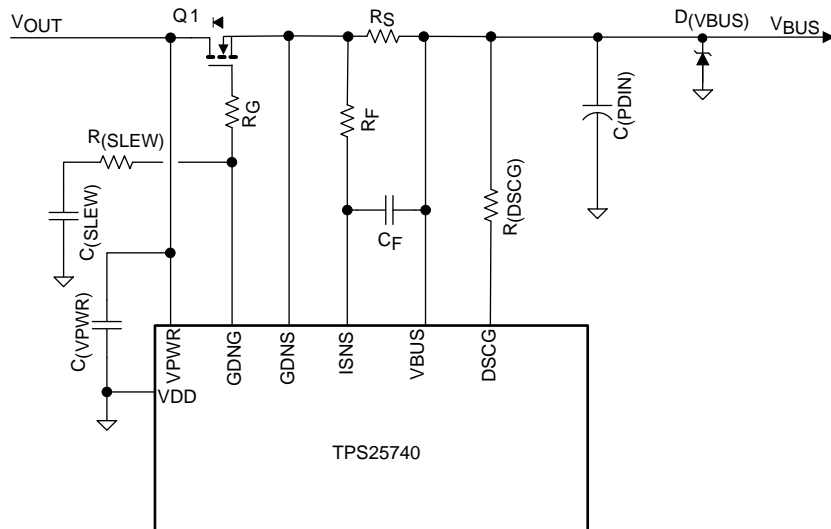 VOUT
Q1
RS
D(VBUS)
VBUS
RG
RF
C(PDIN)
R(SLEW)
C(SLEW)
CF
R(DSCG)
C(VPWR)
VPWR
GDNG
GDNS
ISNS
VBUS
DSCG
VDD
TPS25740